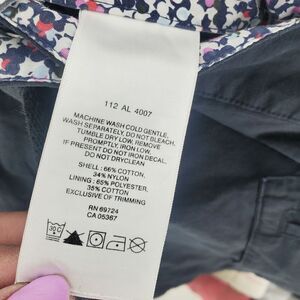 112 AL 4007
MACHINE WASH COLD GENTLE,
WASH SEPARATELY, DO NOT BLEACH,
TUMBLE DRY LOW, REMOVE
PROMPTLY, IRON LOW,
IF PRESENT DO NOT IRON DECAL,
DO NOT DRYCLEAN
SHELL : 66% COTTON,
34% NYLON
LINING : 65% POLYESTER,
35% COTTON
EXCLUSIVE OF TRIMMING
RN 69724
CA 05367
30C